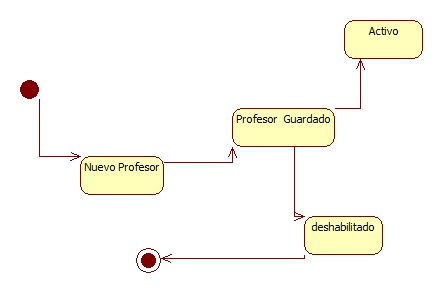 Activo
Profesor Guardado
Nuevo Profesor
deshabilitado